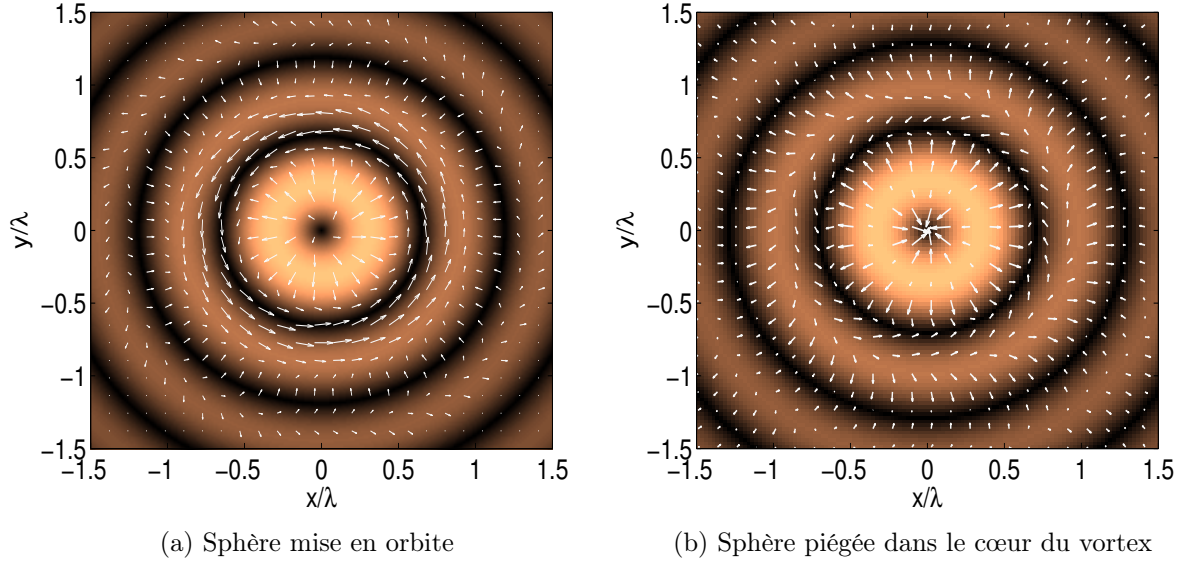 1.5
1
0.5
0
−0.5
−1
−1.5
y/λ
−1.5 −1 −0.5 0 0.5 1 1.5
x/λ
(a) Sphère mise en orbite
1.5
1
0.5
0
−0.5
−1
−1.5
y/λ
−1.5 −1 −0.5 0 0.5 1 1.5
x/λ
(b) Sphère piégée dans le cœur du vortex